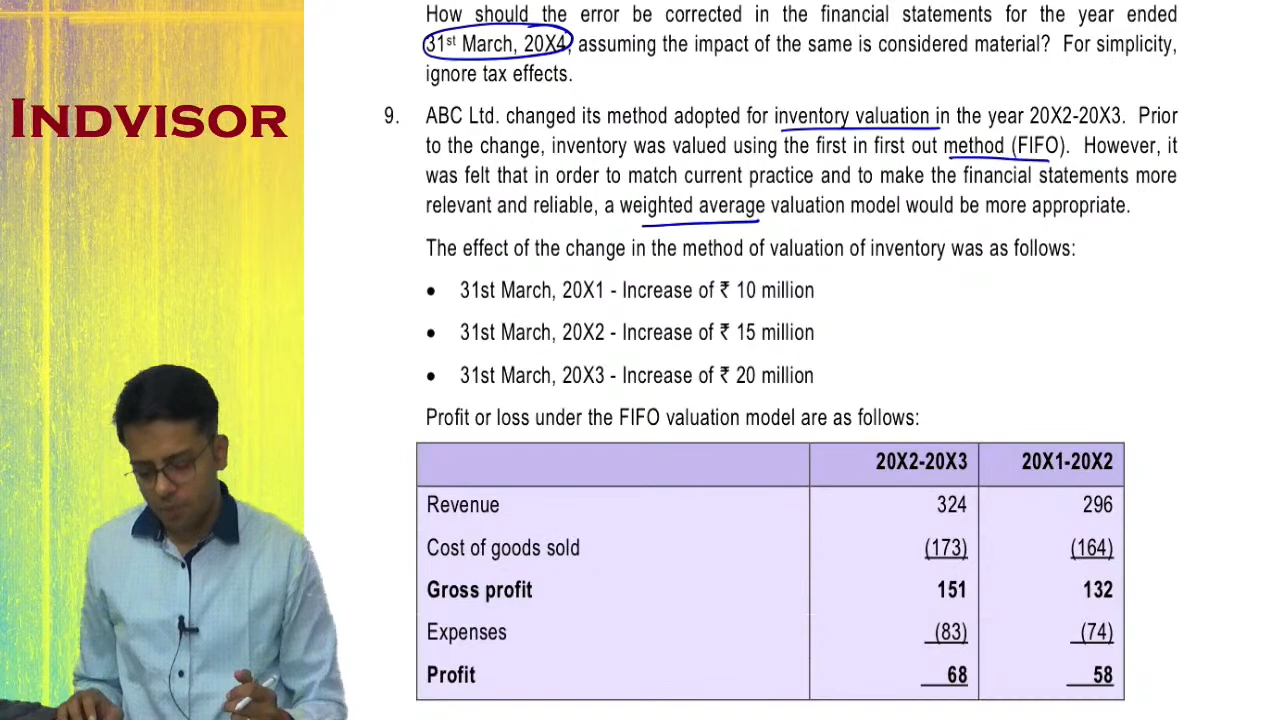 How should the error be corrected in the financial statements for the year ended
31st March, 20X4, assuming the impact of the same is considered material? For simplicity,
ignore tax effects.
INDVISOR
9. ABC Ltd. changed its method adopted for inventory valuation in the year 20X2-20X3. Prior
to the change, inventory was valued using the first in first out method (FIFO). However, it
was felt that in order to match current practice and to make the financial statements more
relevant and reliable, a weighted average valuation model would be more appropriate.
The effect of the change in the method of valuation of inventory was as follows:
• 31st March, 20X1 - Increase of ₹ 10 million
• 31st March, 20X2 - Increase of ₹ 15 million
• 31st March, 20X3 - Increase of ₹ 20 million
Profit or loss under the FIFO valuation model are as follows:
20X2-20X3 20X1-20X2
Revenue 324 296
Cost of goods sold (173) (164)
Gross profit 151 132
Expenses (83) (74)
Profit 68 58